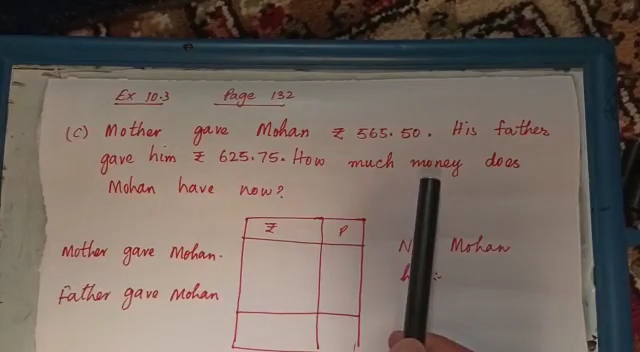 Ex 10.3 Page 132
(C) Mother gave Mohan ₹ 565.50. His father
gave him ₹ 625.75. How much money does
Mohan have now?
₹ P
Mother gave Mohan. Mohan
Father gave Mohan